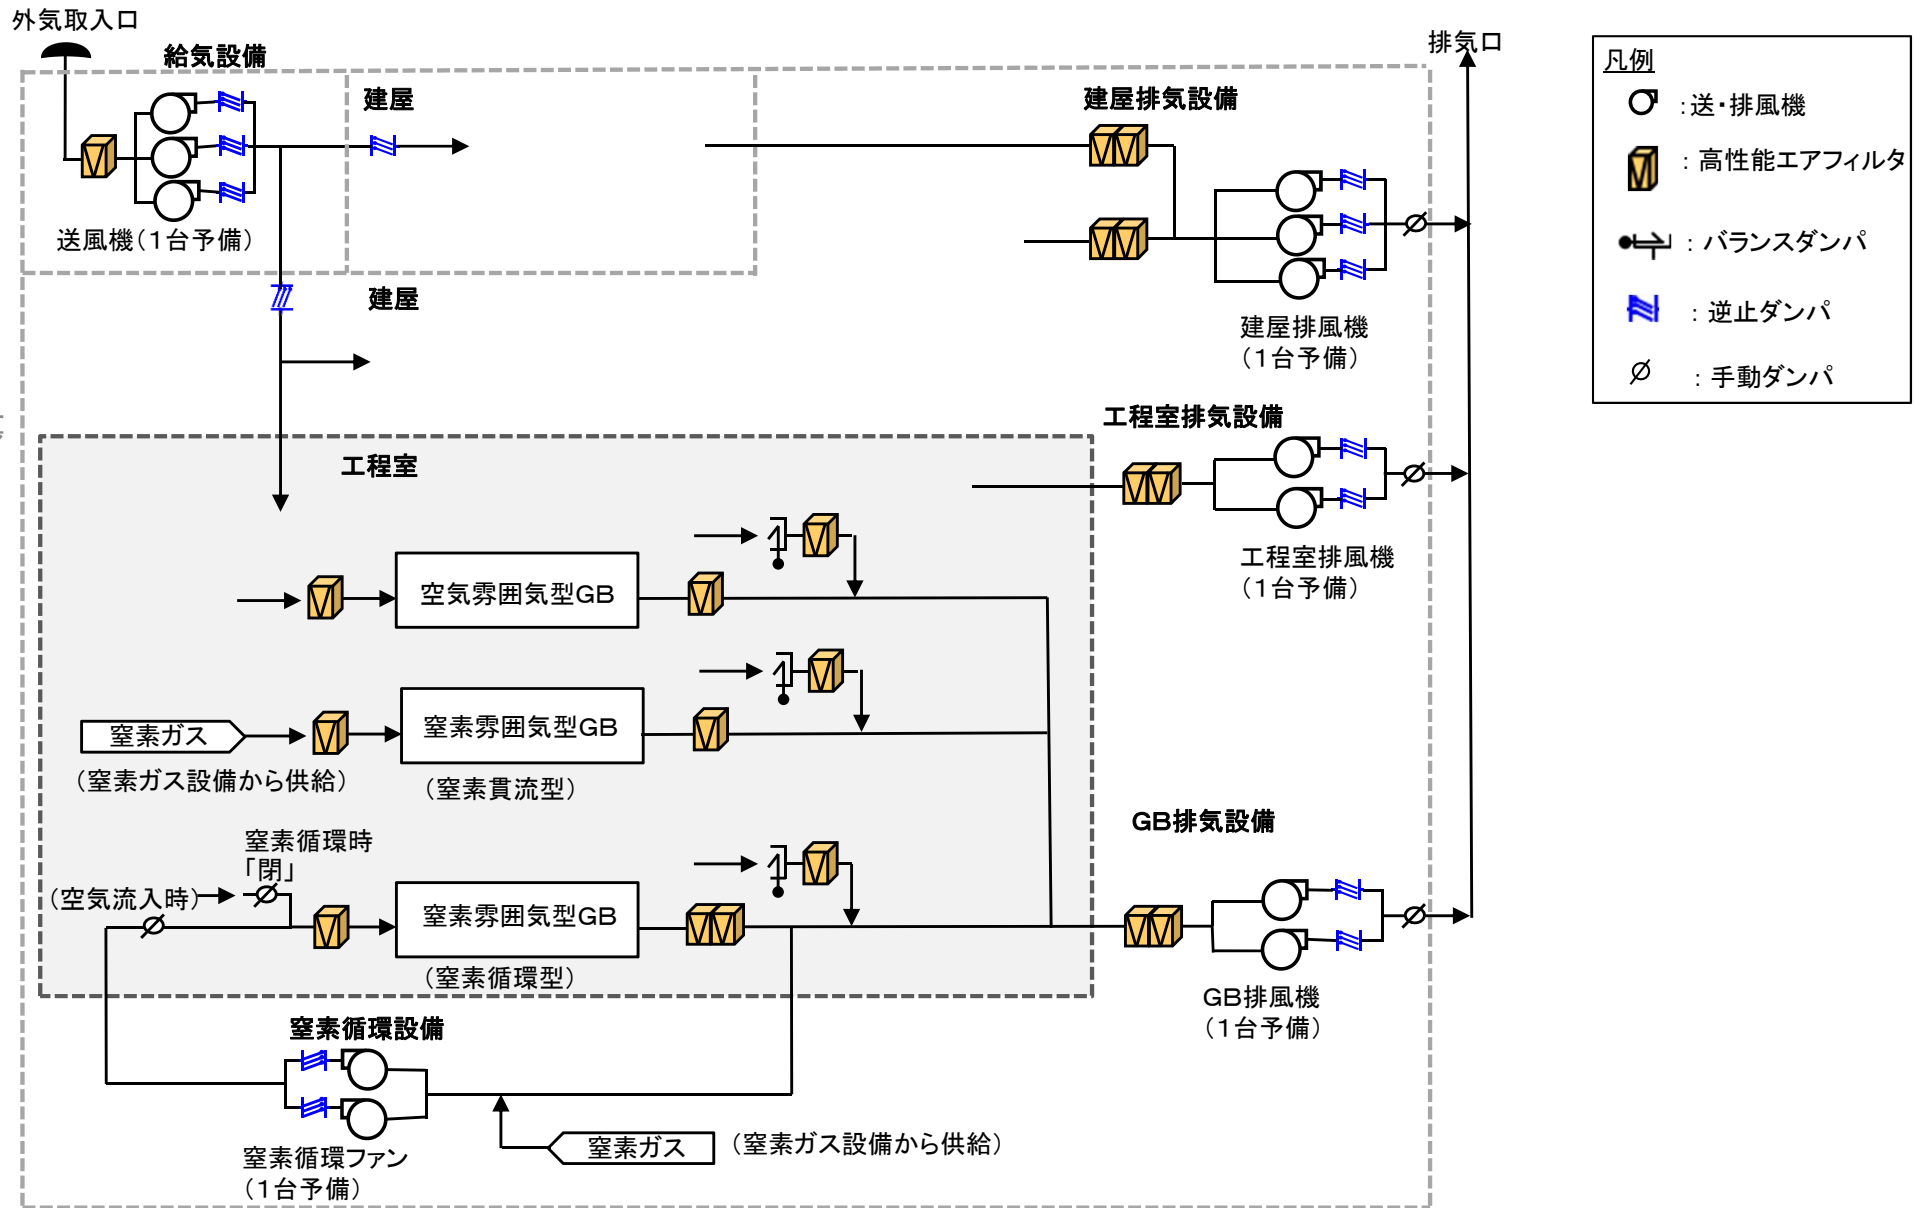 外気取入口
給気設備
建屋
建屋排気設備
排気口
凡例
:送・排風機
:高性能エアフィルタ
:バランスダンパ
:逆止ダンパ
:手動ダンパ
送風機(1台予備)
建屋
建屋排風機
(1台予備)
工程室排気設備
工程室
工程室排風機
(1台予備)
空気雰囲気型GB
窒素ガス
(窒素ガス設備から供給)
窒素雰囲気型GB
(窒素貫流型)
GB排気設備
窒素循環時
「閉」
(空気流入時)
窒素雰囲気型GB
(窒素循環型)
GB排風機
(1台予備)
窒素循環設備
窒素循環ファン
(1台予備)
窒素ガス
(窒素ガス設備から供給)